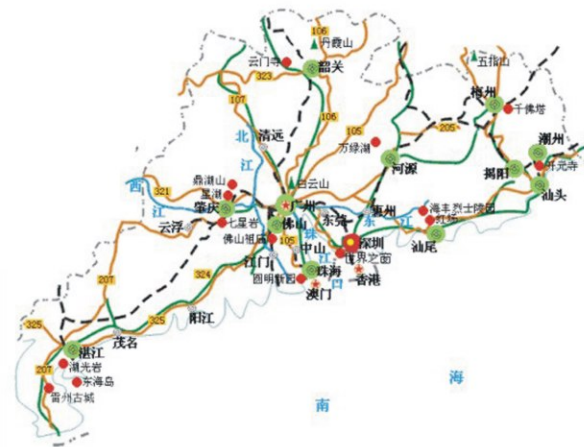 106
丹霞山
云门寺
韶关
323
五指山
梅州
千佛塔
107
106
北江
清远
105
万绿湖
205
潮州
开元寺
河源
揭阳
汕头
鼎湖山
星湖
白云山
321
西江
肇庆
广州
东莞
惠州
东江
海丰烈士陵园
红场
云浮
七星岩
佛山
佛山祖庙
105
珠江口
中山
深圳
世界之窗
汕尾
江门
圆明新园
珠海
澳门
香港
207
324
325
325
阳江
茂名
湛江
207
湖光岩
东海岛
雷州古城
南海